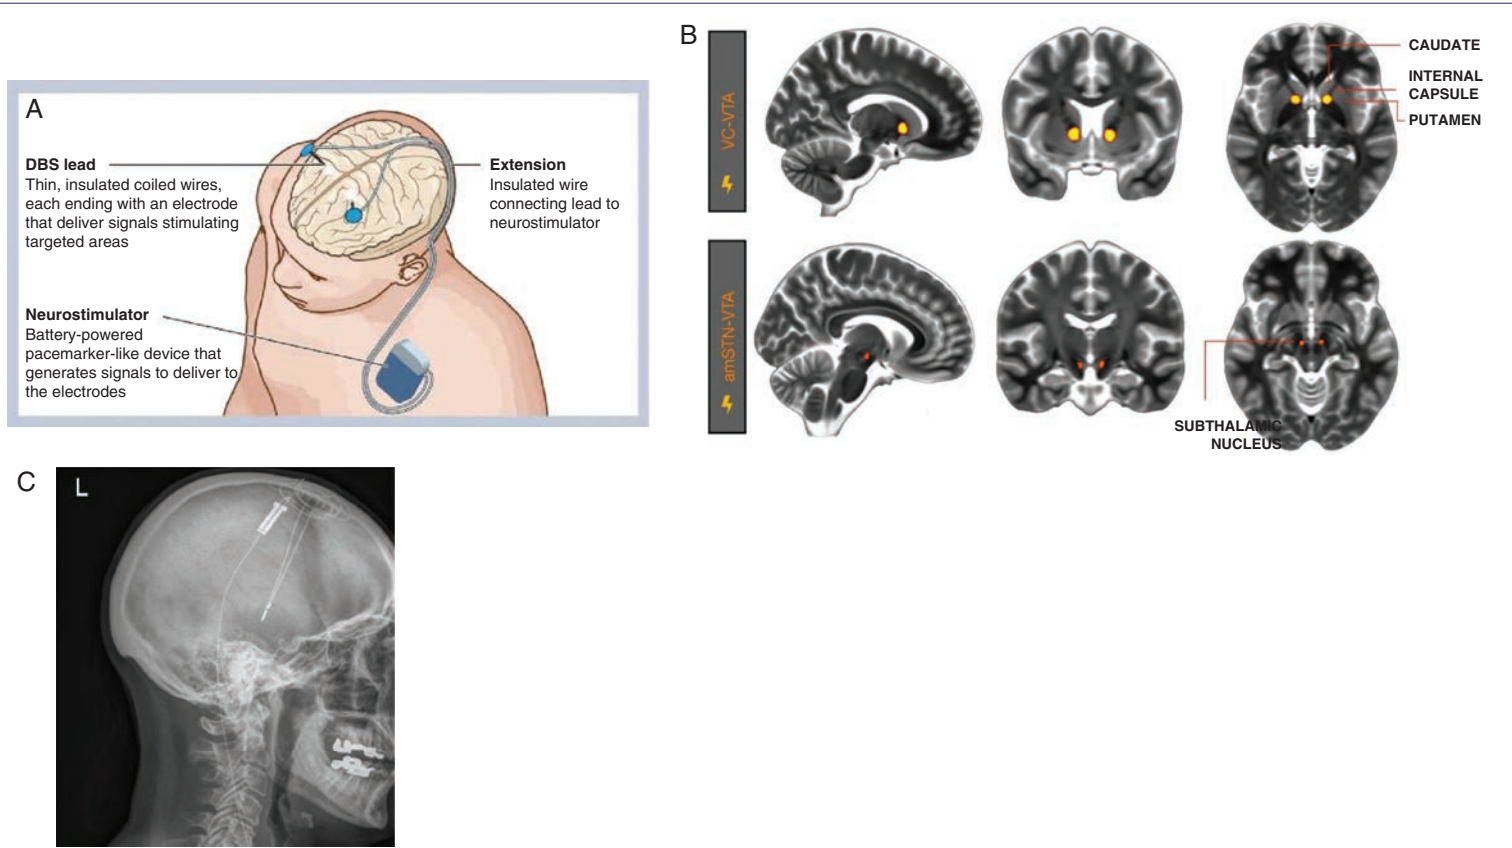 A
DBS lead
Thin, insulated coiled wires,
each ending with an electrode
that deliver signals stimulating
targeted areas
Extension
Insulated wire
connecting lead to
neurostimulator
Neurostimulator
Battery-powered
pacemarker-like device that
generates signals to deliver to
the electrodes
B
VC-VTA
CAUDATE
INTERNAL
CAPSULE
PUTAMEN
amSTN-VTA
SUBTHALAMIC
NUCLEUS
C
L